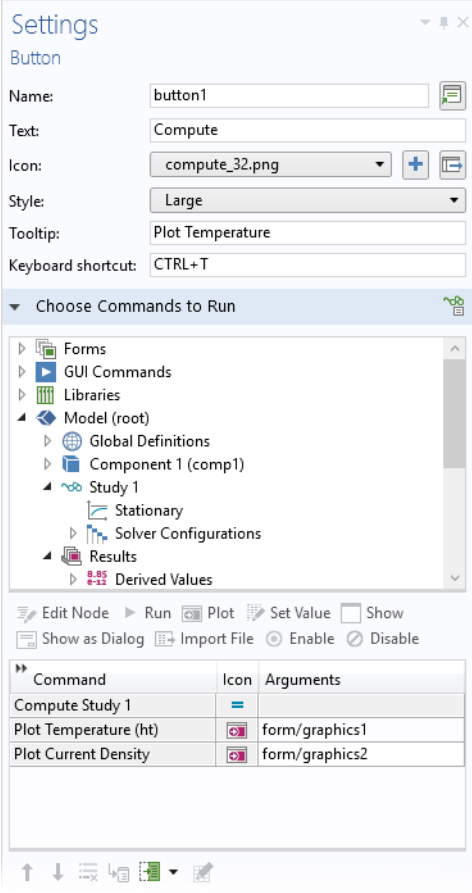 Settings
Button
Name: button1
Text: Compute
Icon: compute_32.png
Style: Large
Tooltip: Plot Temperature
Keyboard shortcut: CTRL+T
Choose Commands to Run
Forms
GUI Commands
Libraries
Model (root)
Global Definitions
Component 1 (comp1)
Study 1
Stationary
Solver Configurations
Results
8.85 e-12 Derived Values
Edit Node Run Plot Set Value Show
Show as Dialog Import File Enable Disable
Command Icon Arguments
Compute Study 1 =
Plot Temperature (ht) form/graphics1
Plot Current Density form/graphics2